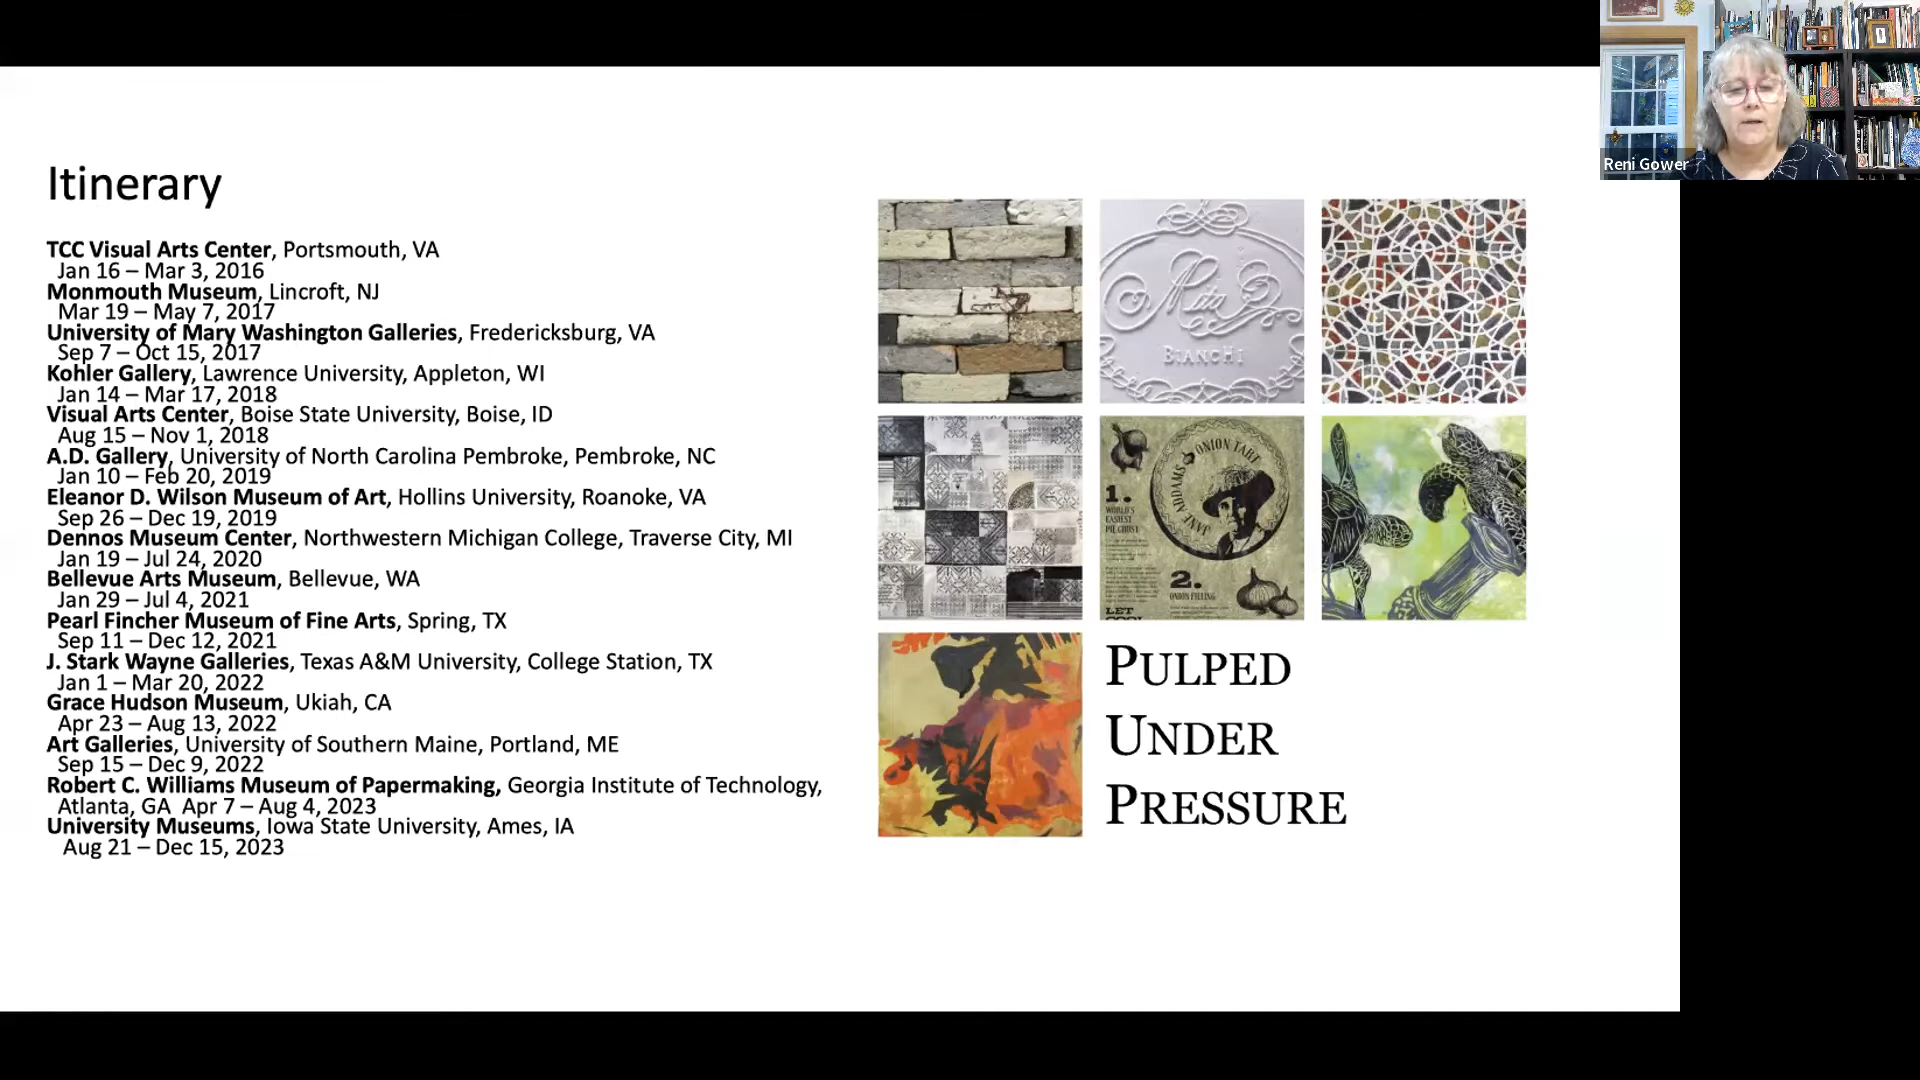 Reni Gower
Itinerary
TCC Visual Arts Center, Portsmouth, VA
Jan 16 – Mar 3, 2016
Monmouth Museum, Lincroft, NJ
Mar 19 – May 7, 2017
University of Mary Washington Galleries, Fredericksburg, VA
Sep 7 – Oct 15, 2017
Kohler Gallery, Lawrence University, Appleton, WI
Jan 14 – Mar 17, 2018
Visual Arts Center, Boise State University, Boise, ID
Aug 15 – Nov 1, 2018
A.D. Gallery, University of North Carolina Pembroke, Pembroke, NC
Jan 10 – Feb 20, 2019
Eleanor D. Wilson Museum of Art, Hollins University, Roanoke, VA
Sep 26 – Dec 19, 2019
Dennos Museum Center, Northwestern Michigan College, Traverse City, MI
Jan 19 – Jul 24, 2020
Bellevue Arts Museum, Bellevue, WA
Jan 29 – Jul 4, 2021
Pearl Fincher Museum of Fine Arts, Spring, TX
Sep 11 – Dec 12, 2021
J. Stark Wayne Galleries, Texas A&M University, College Station, TX
Jan 1 – Mar 20, 2022
Grace Hudson Museum, Ukiah, CA
Apr 23 – Aug 13, 2022
Art Galleries, University of Southern Maine, Portland, ME
Sep 15 – Dec 9, 2022
Robert C. Williams Museum of Papermaking, Georgia Institute of Technology,
Atlanta, GA Apr 7 – Aug 4, 2023
University Museums, Iowa State University, Ames, IA
Aug 21 – Dec 15, 2023
Rita
BIANCHI
JANE ADDAMS ONION TART
1.
WORLD'S
EASIEST
PIE CRUST
2.
ONION FILLING
LET
COOL
PULPED
UNDER
PRESSURE